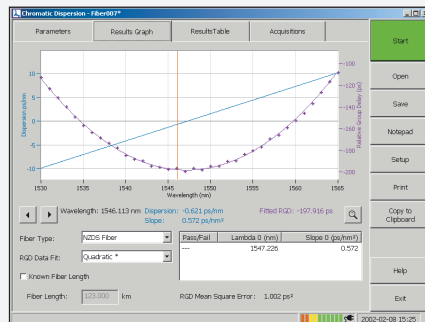 Chromatic Dispersion - Fiber007*
Parameters Results Graph ResultsTable Acquisitions
Start
Open
Save
Notepad
Setup
Print
Copy to
Clipboard
Help
Exit
Dispersion ps/nm
10
5
0
-5
-10
-100
-120
-140
-160
-180
-200
Relative Group Delay (ps)
1530 1535 1540 1545 1550 1555 1560 1565
Wavelength (nm)
Wavelength: 1546.113 nm Dispersion: -0.621 ps/nm Fitted RGD: -197.916 ps
Slope: 0.572 ps/nm²
Fiber Type: NZDS Fiber
RGD Data Fit: Quadratic *
Known Fiber Length
Fiber Length: 123.000 km
Pass/Fail Lambda 0 (nm) Slope 0 (ps/nm²)
--- 1547.226 0.572
RGD Mean Square Error: 1.002 ps²
2002-02-08 15:25